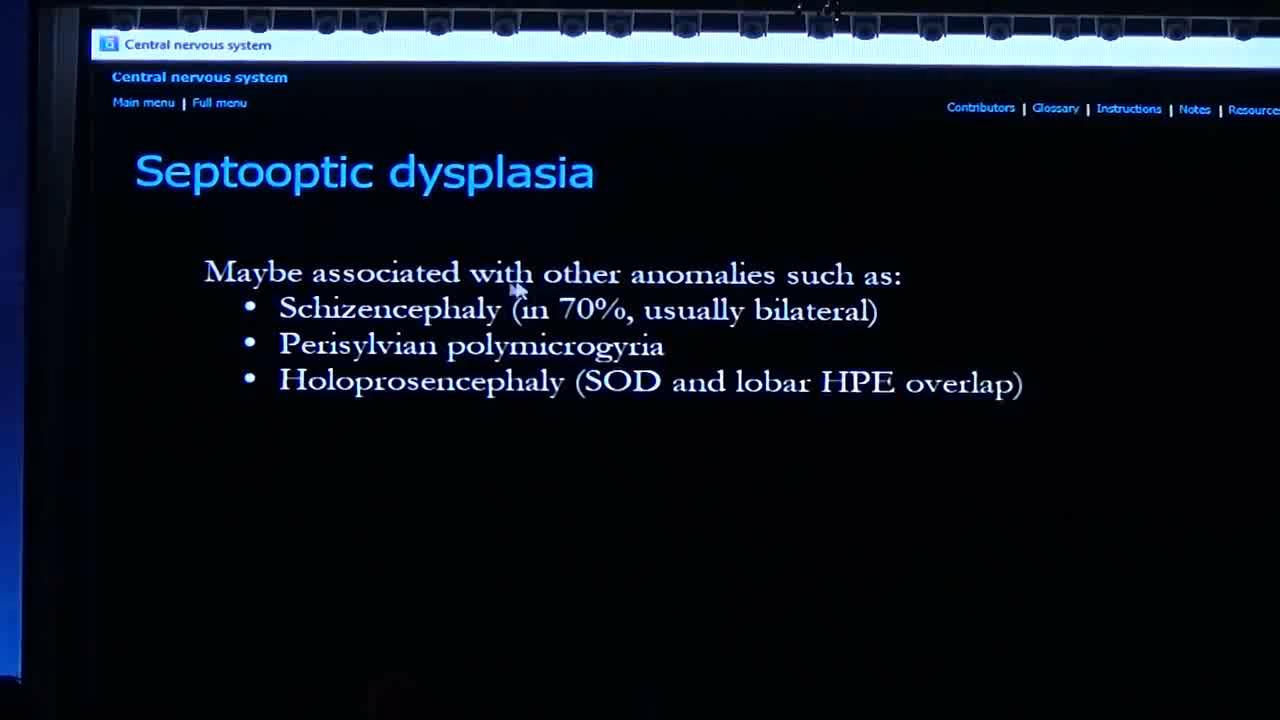 Central nervous system
Central nervous system
Main menu | Full menu
Contributors | Glossary | Instructions | Notes | Resources
Septooptic dysplasia
Maybe associated with other anomalies such as:
• Schizencephaly (in 70%, usually bilateral)
• Perisylvian polymicrogyria
• Holoprosencephaly (SOD and lobar HPE overlap)